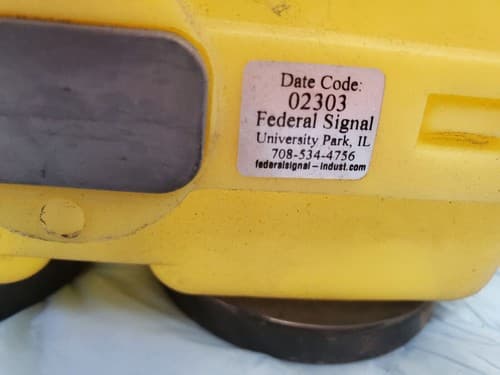 Date Code:
02303
Federal Signal
University Park, IL
708-534-4756
federalsignal-indust.com